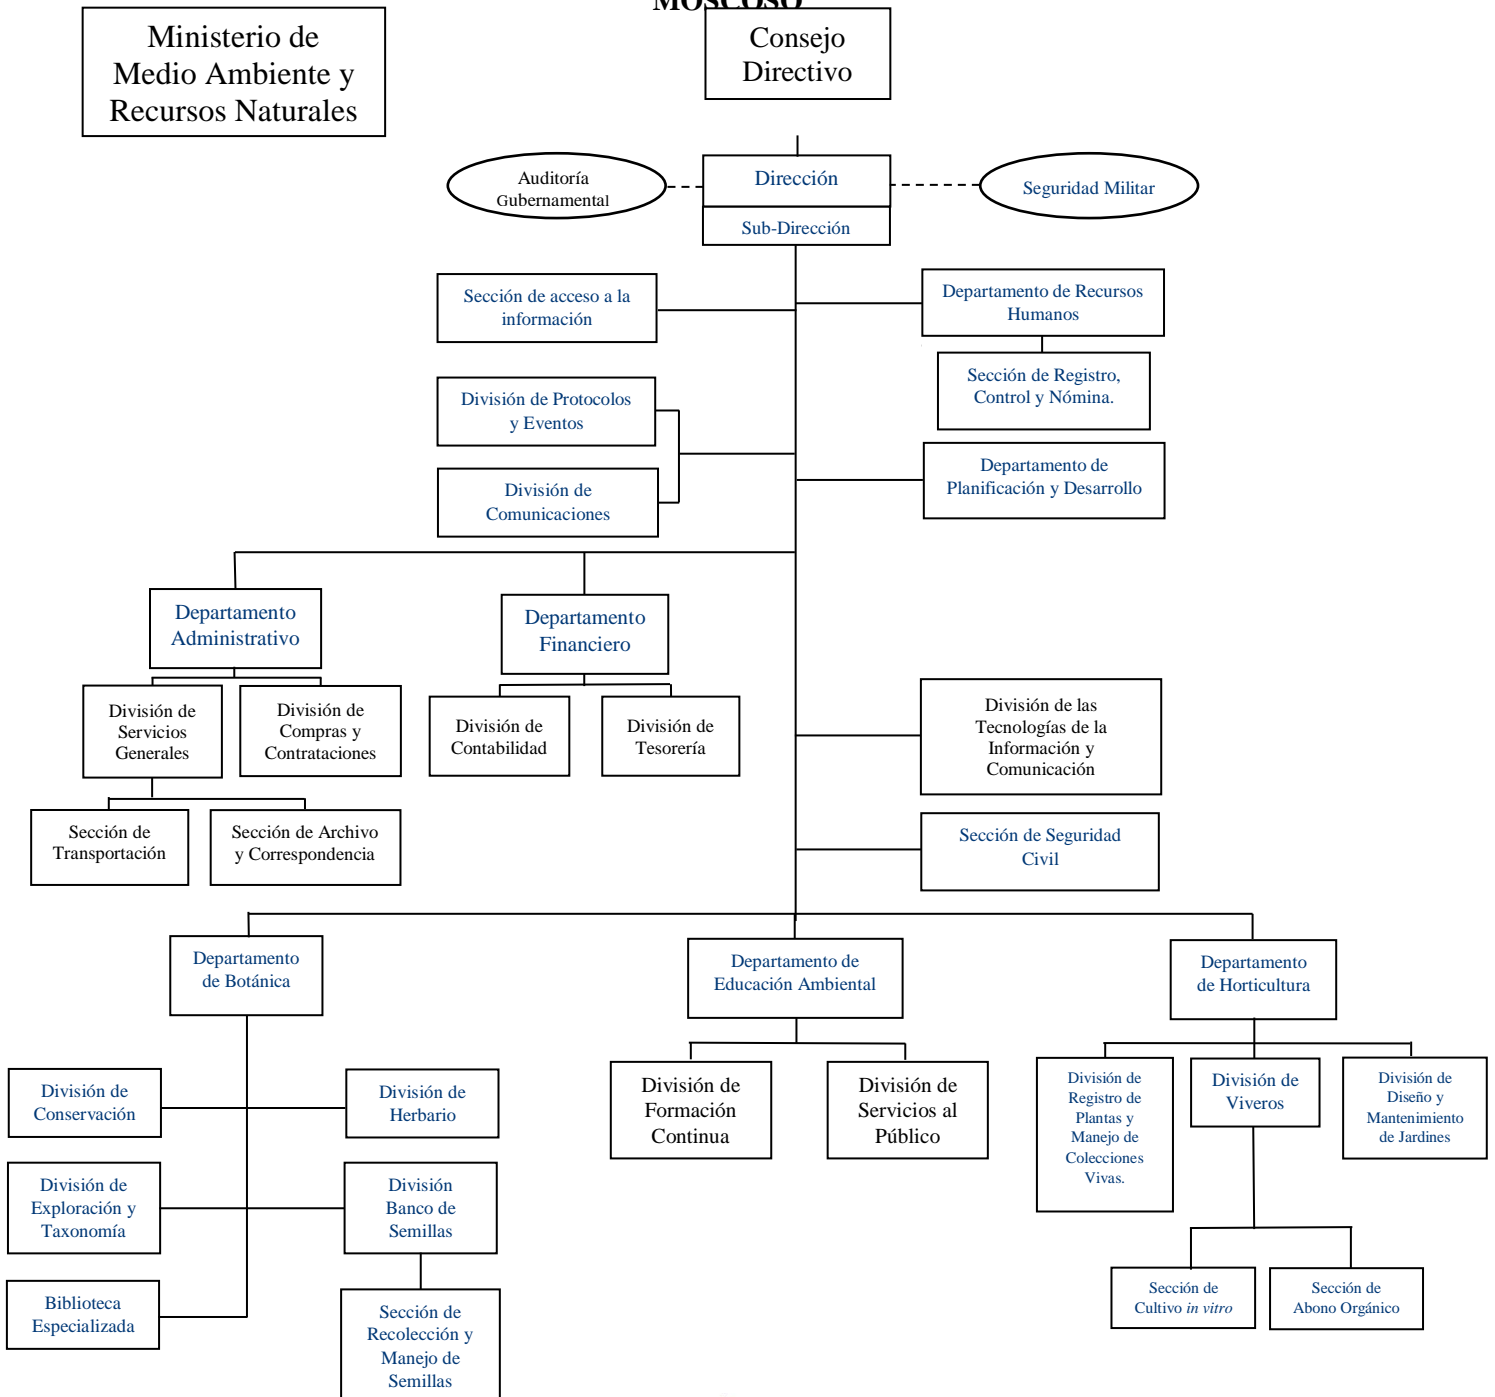 MOSCOSO
Ministerio de
Medio Ambiente y
Recursos Naturales
Consejo
Directivo
Auditoría
Gubernamental
Dirección
Seguridad Militar
Sub-Dirección
Sección de acceso a la
información
Departamento de Recursos
Humanos
Sección de Registro,
Control y Nómina.
División de Protocolos
y Eventos
División de
Comunicaciones
Departamento de
Planificación y Desarrollo
Departamento
Administrativo
Departamento
Financiero
División de
Servicios
Generales
División de
Compras y
Contrataciones
División de
Contabilidad
División de
Tesorería
División de las
Tecnologías de la
Información y
Comunicación
Sección de
Transportación
Sección de Archivo
y Correspondencia
Sección de Seguridad
Civil
Departamento
de Botánica
Departamento de
Educación Ambiental
Departamento
de Horticultura
División de
Conservación
División de
Herbario
División de
Exploración y
Taxonomía
División
Banco de
Semillas
Biblioteca
Especializada
Sección de
Recolección y
Manejo de
Semillas
División de
Formación
Continua
División de
Servicios al
Público
División de
Registro de
Plantas y
Manejo de
Colecciones
Vivas.
División de
Viveros
División de
Diseño y
Mantenimiento
de Jardines
Sección de
Cultivo in vitro
Sección de
Abono Orgánico